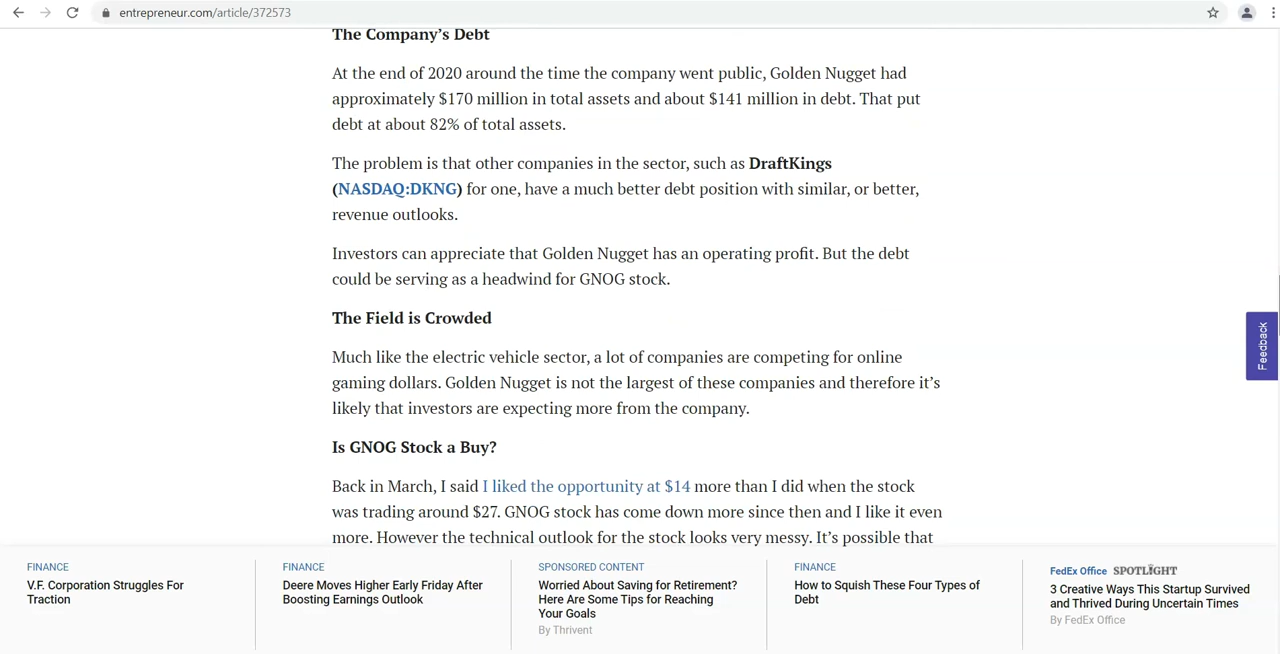 entrepreneur.com/article/372573
The Company’s Debt
At the end of 2020 around the time the company went public, Golden Nugget had
approximately $170 million in total assets and about $141 million in debt. That put
debt at about 82% of total assets.
The problem is that other companies in the sector, such as DraftKings
(NASDAQ:DKNG) for one, have a much better debt position with similar, or better,
revenue outlooks.
Investors can appreciate that Golden Nugget has an operating profit. But the debt
could be serving as a headwind for GNOG stock.
The Field is Crowded
Much like the electric vehicle sector, a lot of companies are competing for online
gaming dollars. Golden Nugget is not the largest of these companies and therefore it’s
likely that investors are expecting more from the company.
Is GNOG Stock a Buy?
Back in March, I said I liked the opportunity at $14 more than I did when the stock
was trading around $27. GNOG stock has come down more since then and I like it even
more. However the technical outlook for the stock looks very messy. It’s possible that
Feedback
FINANCE
V.F. Corporation Struggles For
Traction
FINANCE
Deere Moves Higher Early Friday After
Boosting Earnings Outlook
SPONSORED CONTENT
Worried About Saving for Retirement?
Here Are Some Tips for Reaching
Your Goals
By Thrivent
FINANCE
How to Squish These Four Types of
Debt
FedEx Office SPOTLIGHT
3 Creative Ways This Startup Survived
and Thrived During Uncertain Times
By FedEx Office